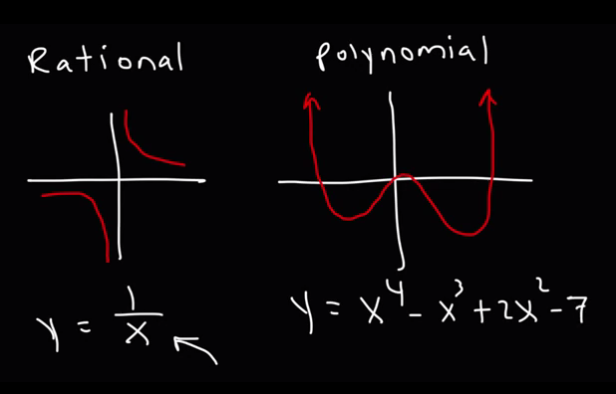 Rational
Polynomial
y = 1/x
y = x⁴ - x³ + 2x² - 7